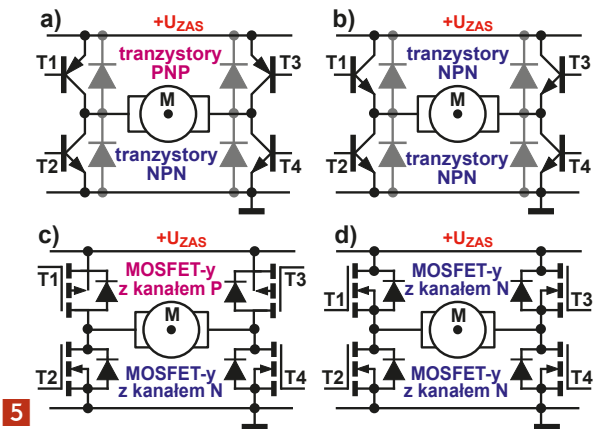 a)
+UZAS
T1
tranzystory
PNP
T3
M
T2
tranzystory
NPN
T4
b)
+UZAS
T1
tranzystory
NPN
T3
M
T2
tranzystory
NPN
T4
c)
+UZAS
T1
MOSFET-y
z kanałem P
T3
M
T2
MOSFET-y
z kanałem N
T4
d)
+UZAS
T1
MOSFET-y
z kanałem N
T3
M
T2
MOSFET-y
z kanałem N
T4
5